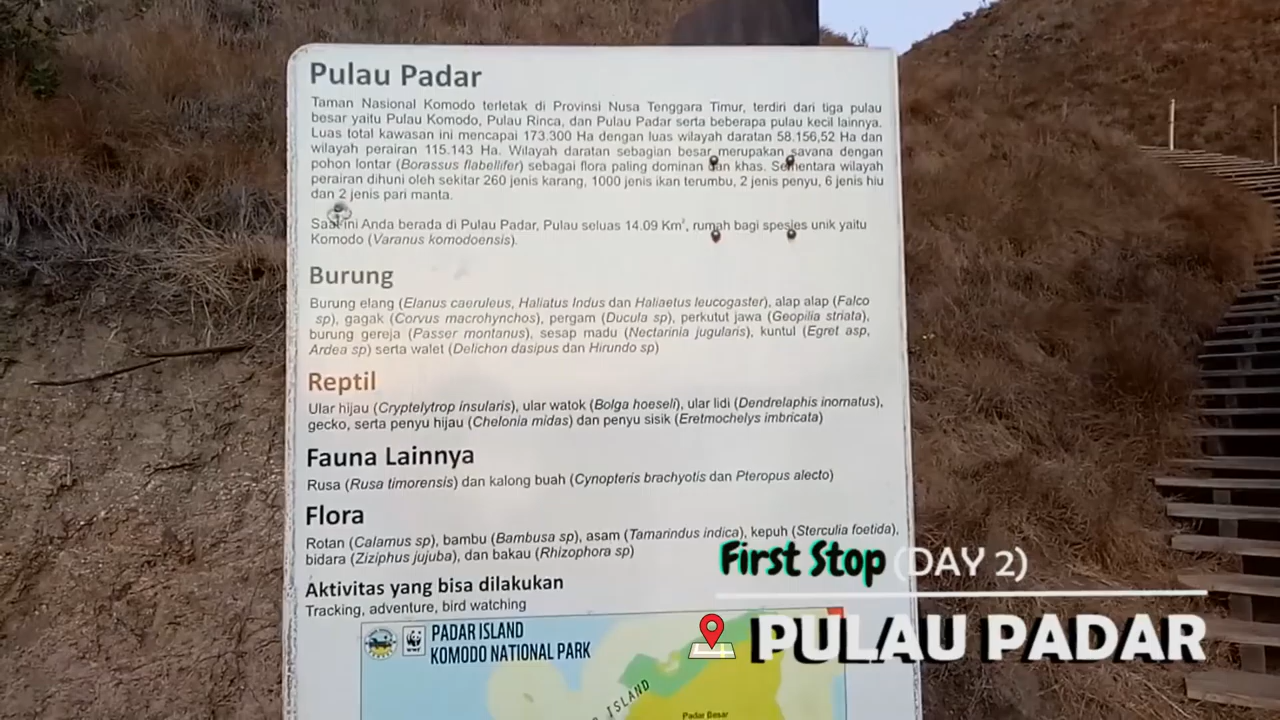 Pulau Padar
Taman Nasional Komodo terletak di Provinsi Nusa Tenggara Timur, terdiri dari tiga pulau
besar yaitu Pulau Komodo, Pulau Rinca, dan Pulau Padar serta beberapa pulau kecil lainnya.
Luas total kawasan ini mencapai 173.300 Ha dengan luas wilayah daratan 58.156,52 Ha dan
wilayah perairan 115.143 Ha. Wilayah daratan sebagian besar merupakan savana dengan
pohon lontar (Borassus flabellifer) sebagai flora paling dominan dan khas. Sementara wilayah
perairan dihuni oleh sekitar 260 jenis karang, 1000 jenis ikan terumbu, 2 jenis penyu, 6 jenis hiu
dan 2 jenis pari manta.
Saat ini Anda berada di Pulau Padar, Pulau seluas 14.09 Km², rumah bagi spesies unik yaitu
Komodo (Varanus komodoensis).
Burung
Burung elang (Elanus caeruleus, Haliatus Indus dan Haliaetus leucogaster), alap alap (Falco
sp), gagak (Corvus macrohynchos), pergam (Ducula sp), perkutut jawa (Geopilia striata),
burung gereja (Passer montanus), sesap madu (Nectarinia jugularis), kuntul (Egret asp,
Ardea sp) serta walet (Delichon dasipus dan Hirundo sp)
Reptil
Ular hijau (Cryptelytrop insularis), ular watok (Bolga hoeseli), ular lidi (Dendrelaphis inornatus),
gecko, serta penyu hijau (Chelonia midas) dan penyu sisik (Eretmochelys imbricata)
Fauna Lainnya
Rusa (Rusa timorensis) dan kalong buah (Cynopteris brachyotis dan Pteropus alecto)
Flora
Rotan (Calamus sp), bambu (Bambusa sp), asam (Tamarindus indica), kepuh (Sterculia foetida),
bidara (Ziziphus jujuba), dan bakau (Rhizophora sp)
Aktivitas yang bisa dilakukan
Tracking, adventure, bird watching
First Stop (DAY 2)
PULAU PADAR
PADAR ISLAND
KOMODO NATIONAL PARK
WWF
ISLAND
Padar Besar